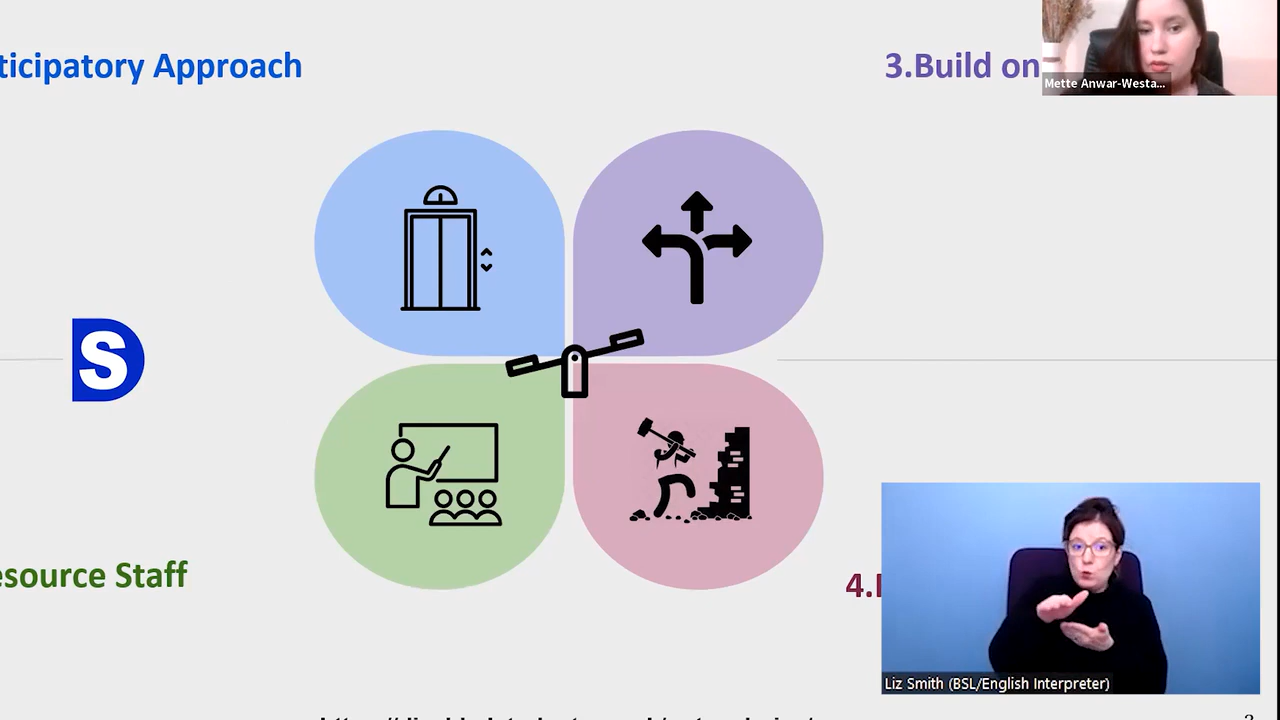 ticipatory Approach
3.Build on
Mette Anwar-Westa...
S
esource Staff
4.
Liz Smith (BSL/English Interpreter)